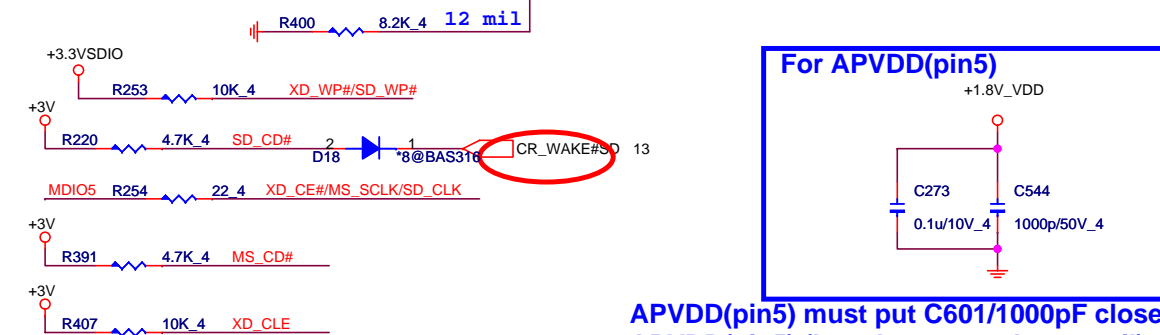 R400 8.2K_4 12 mil
+3.3VSDIO
R253 10K_4 XD_WP#/SD_WP#
+3V
R220 4.7K_4 SD_CD# 2 D18 1 *8@BAS316 CR_WAKE#SD 13
MDIO5 R254 22_4 XD_CE#/MS_SCLK/SD_CLK
+3V
R391 4.7K_4 MS_CD#
+3V
R407 10K_4 XD_CLE
For APVDD(pin5)
+1.8V_VDD
C273 C544
0.1u/10V_4 1000p/50V_4
APVDD(pin5) must put C601/1000pF close